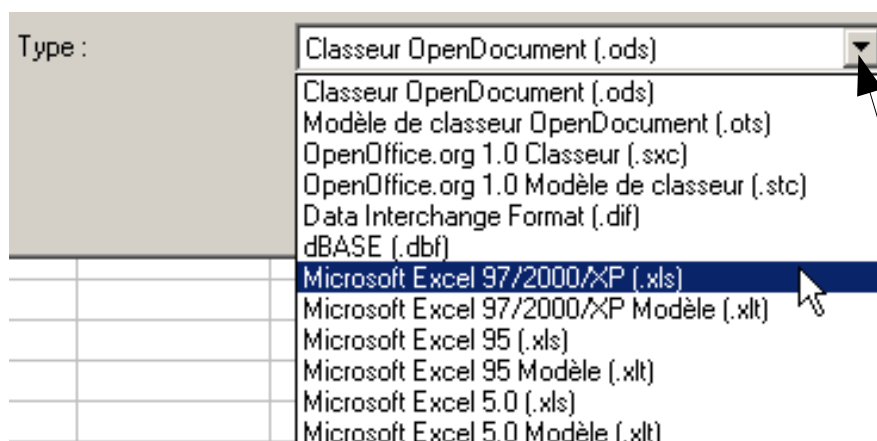 Type : Classeur OpenDocument (.ods)
Classeur OpenDocument (.ods)
Modèle de classeur OpenDocument (.ots)
OpenOffice.org 1.0 Classeur (.sxc)
OpenOffice.org 1.0 Modèle de classeur (.stc)
Data Interchange Format (.dif)
dBASE (.dbf)
Microsoft Excel 97/2000/XP (.xls)
Microsoft Excel 97/2000/XP Modèle (.xlt)
Microsoft Excel 95 (.xls)
Microsoft Excel 95 Modèle (.xlt)
Microsoft Excel 5.0 (.xls)
Microsoft Excel 5.0 Modèle (.xlt)